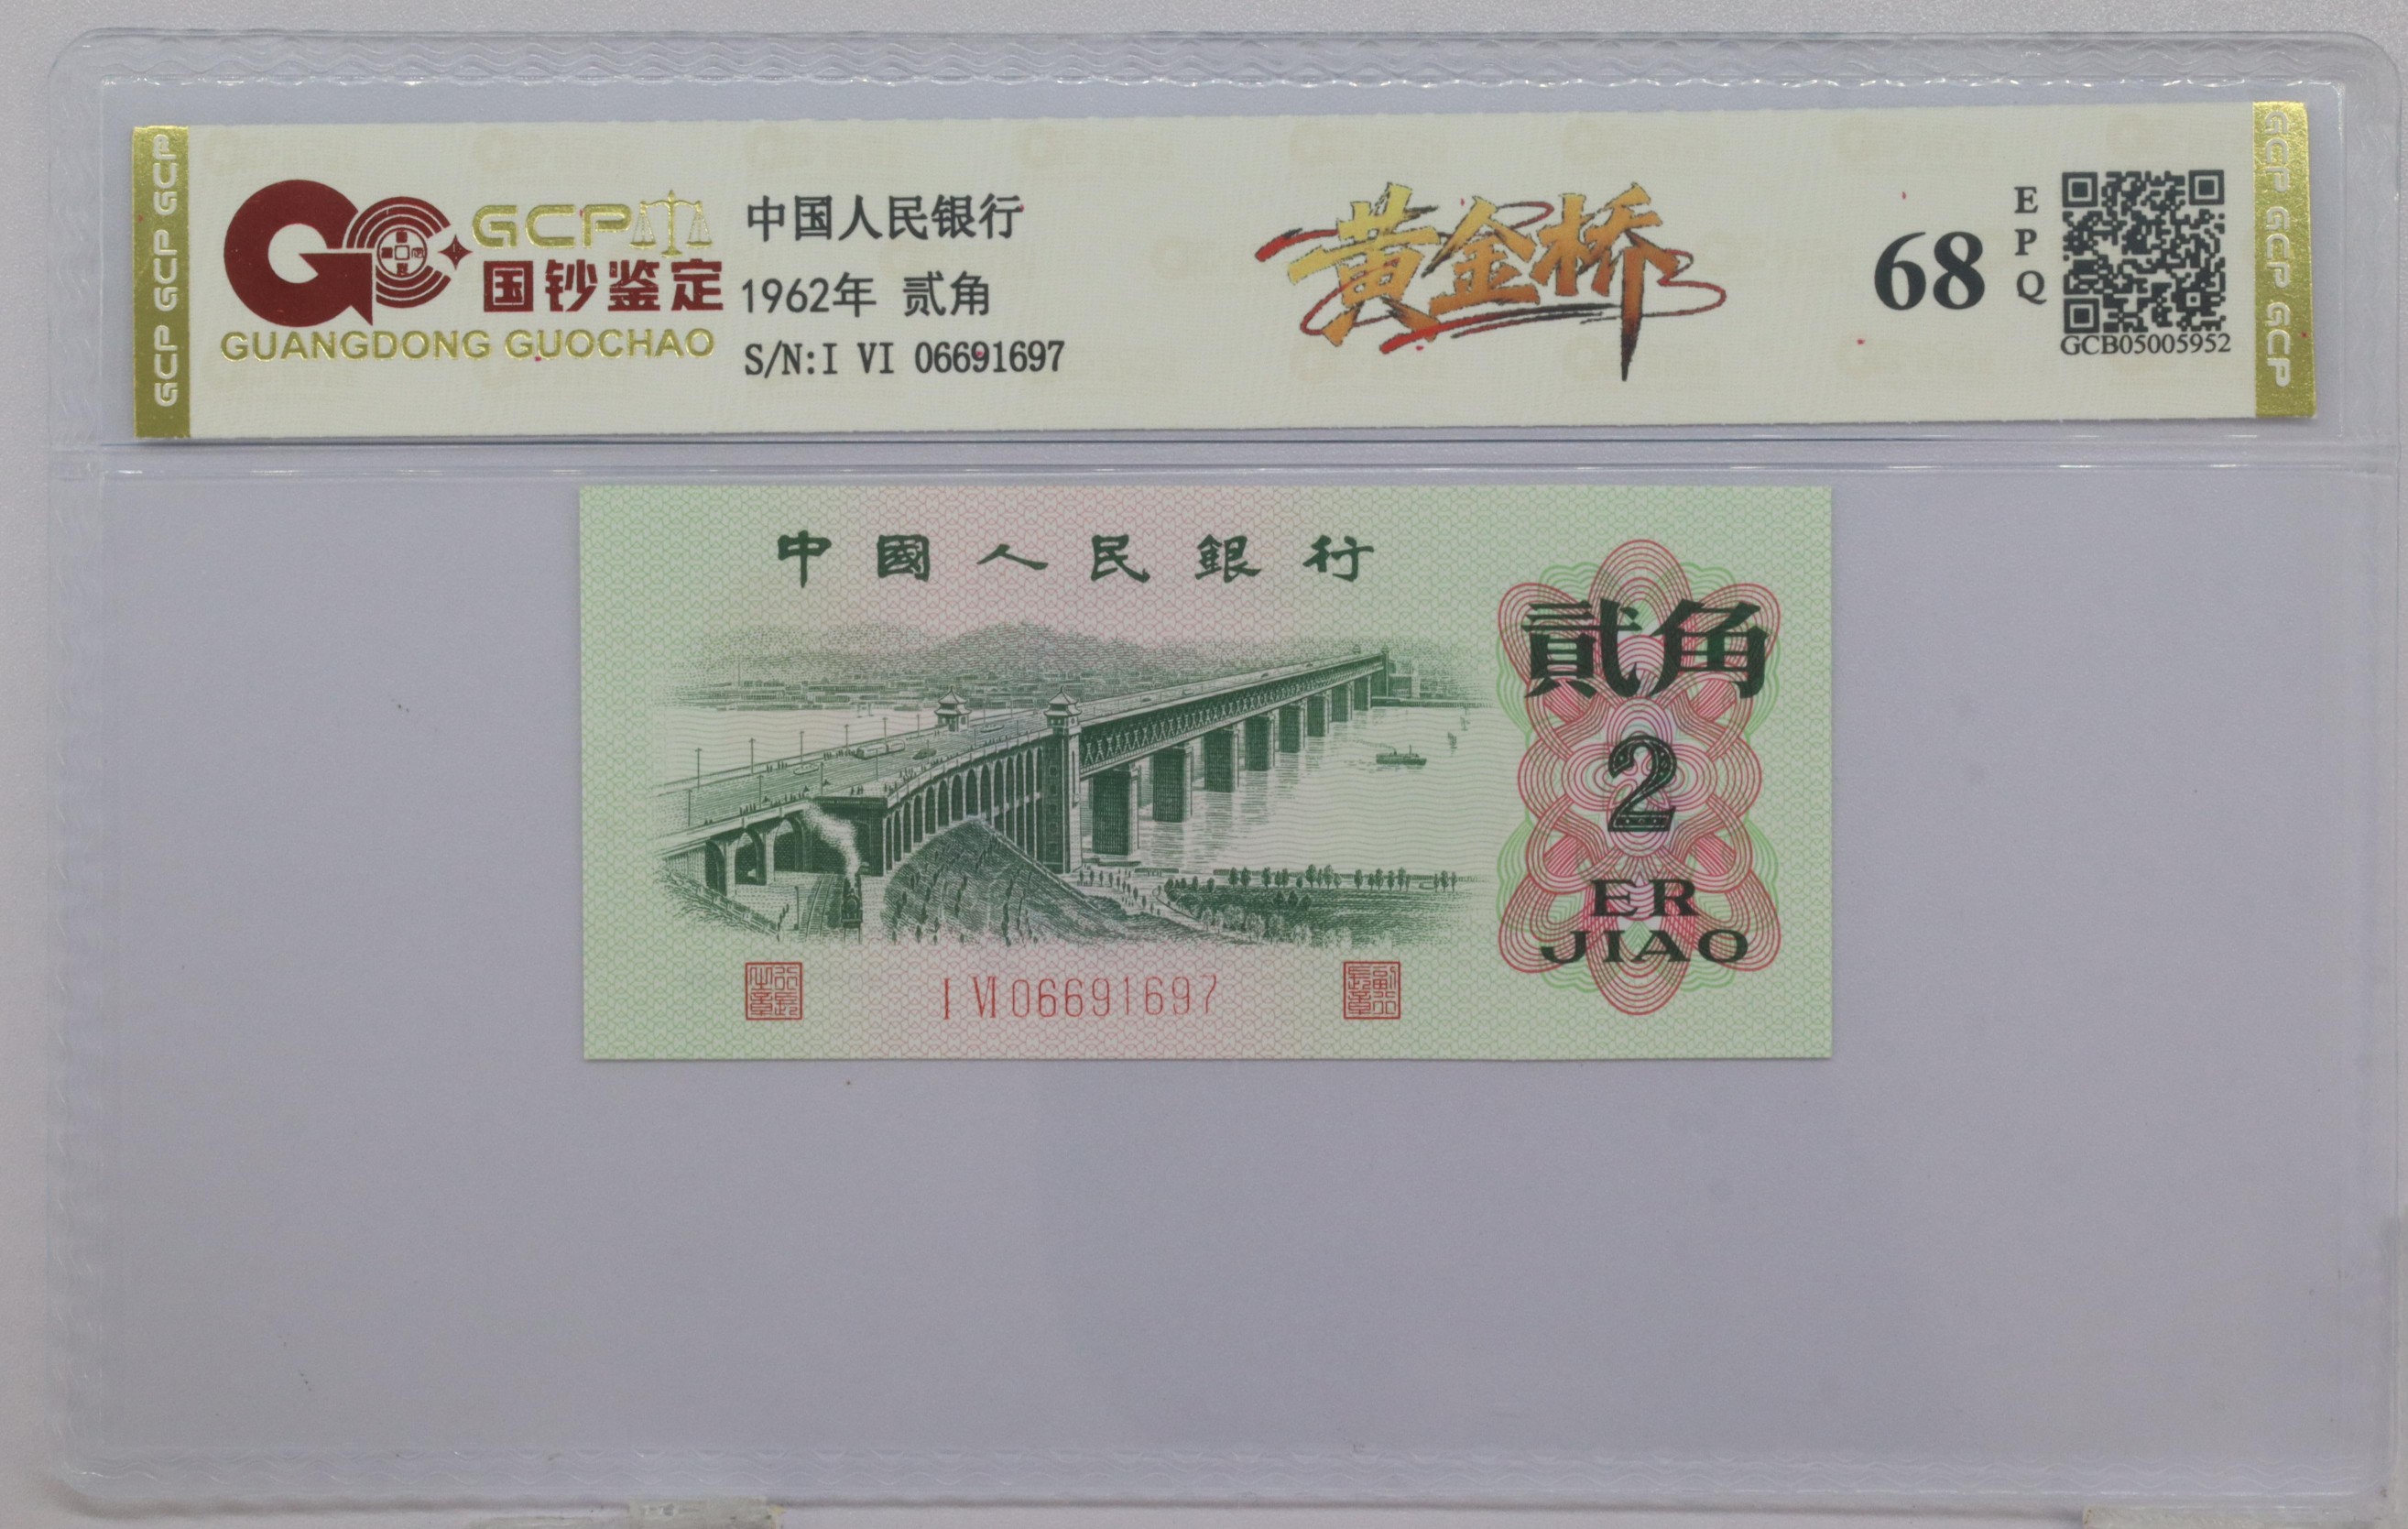 GCP GCP GCP
GCP
国钞鉴定
GUANGDONG GUOCHAO
中国人民银行
1962年 贰角
S/N:I VI 06691697
黄金桥
68
EPQ
GCB05005952
GCP GCP GCP
中國人民銀行
貳角
2
ER
JIAO
I VI 06691697